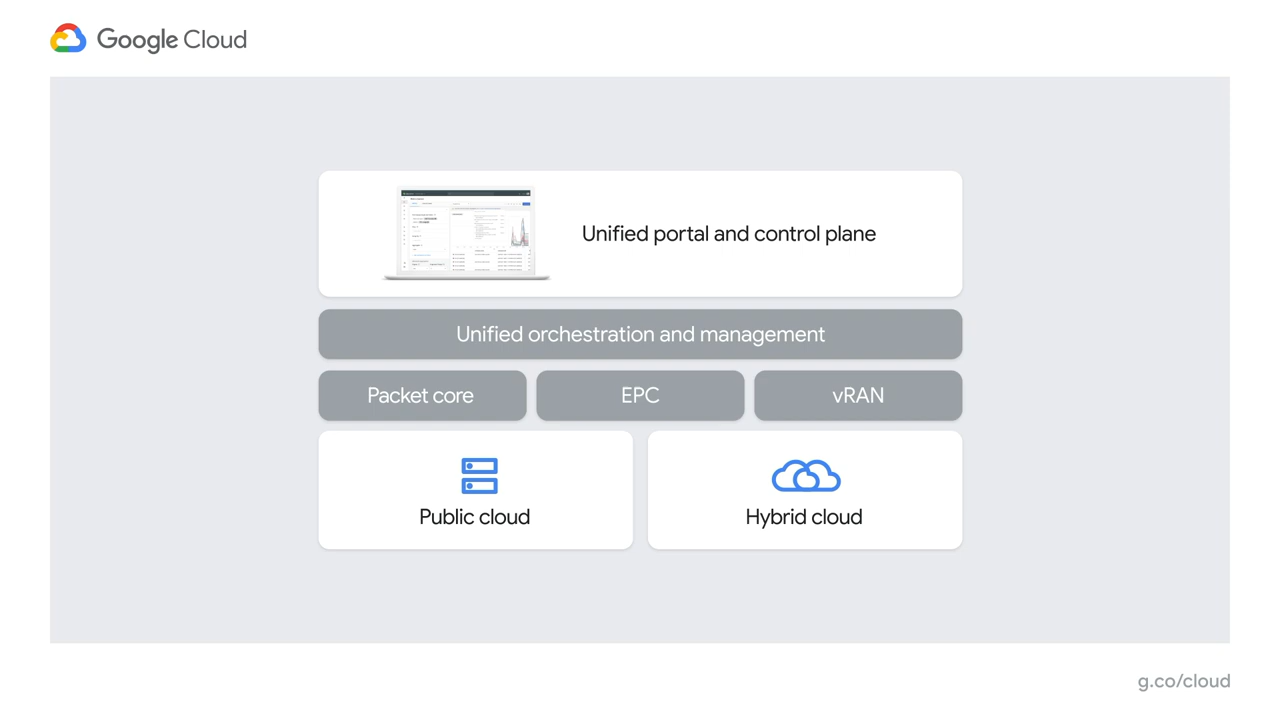 Google Cloud
Unified portal and control plane
Unified orchestration and management
Packet core
EPC
vRAN
Public cloud
Hybrid cloud
g.co/cloud